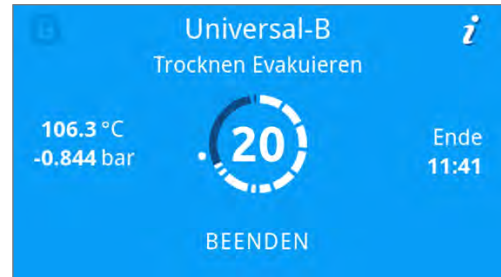 Universal-B
i
Trocknen Evakuieren
106.3 °C
-0.844 bar
20
Ende
11:41
BEENDEN